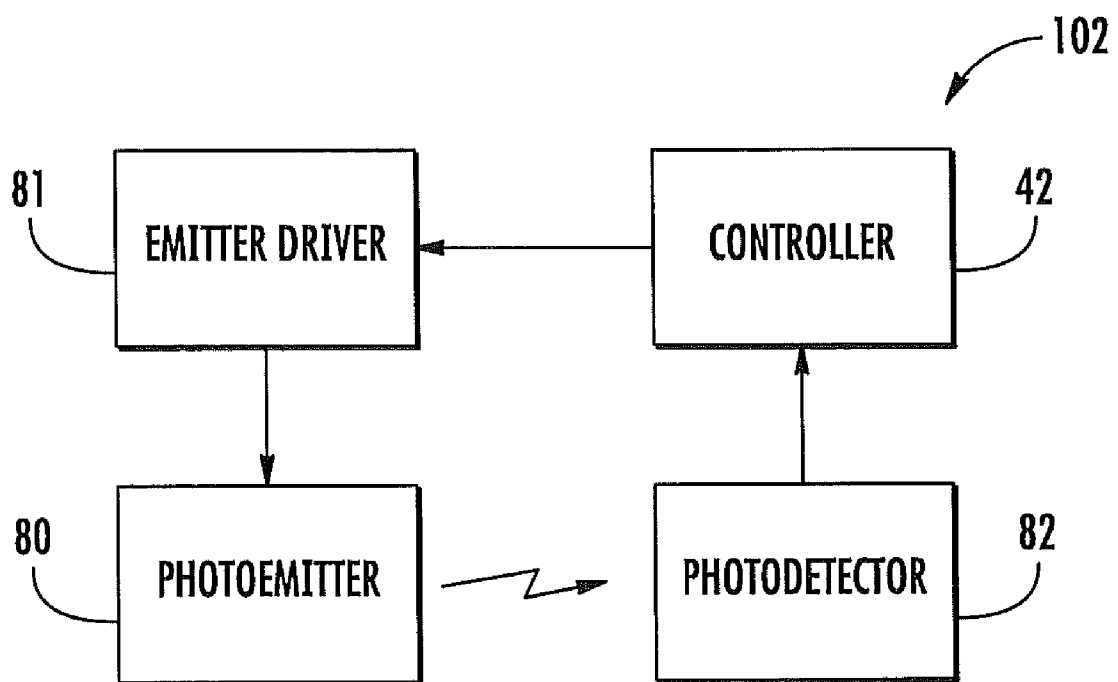 102
81
EMITTER DRIVER
CONTROLLER
42
80
PHOTOEMITTER
PHOTODETECTOR
82